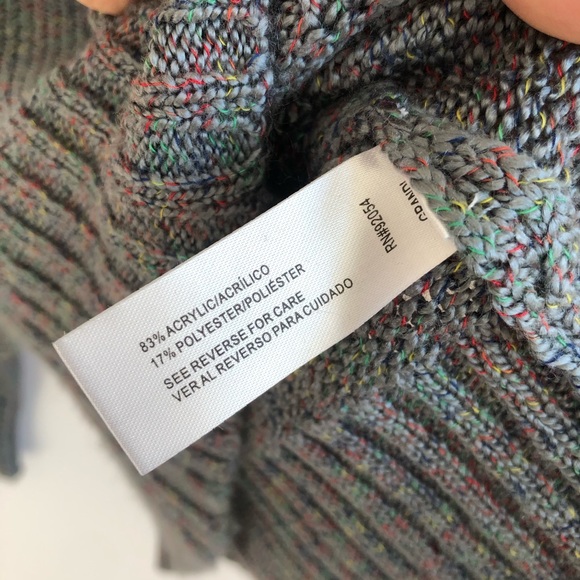 RN#92054
83% ACRYLIC/ACRÍLICO
17% POLYESTER/POLIÉSTER
SEE REVERSE FOR CARE
VER AL REVERSO PARA CUIDADO